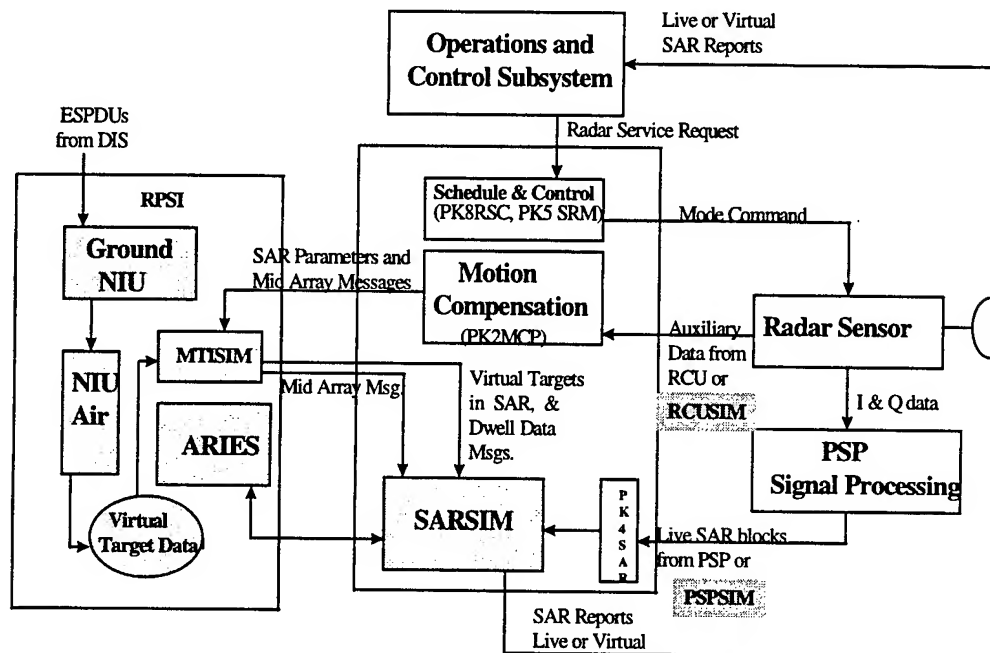 Live or Virtual
SAR Reports
Operations and
Control Subsystem
ESPDUs
from DIS
Radar Service Request
RPSI
Schedule & Control
(PK8RSC, PK5 SRM)
Mode Command
Ground
NIU
SAR Parameters and
Mid Array Messages
Motion
Compensation
(PK2MCP)
Radar Sensor
Auxiliary
Data from
RCU or
RCUSIM
MTISIM
NIU
Air
Mid Array Msg.
Virtual Targets
in SAR, &
Dwell Data
Msgs.
I & Q data
ARIES
PSP
Signal Processing
SARSIM
P
K
4
S
A
R
Virtual
Target Data
Live SAR blocks
from PSP or
PSPSIM
SAR Reports
Live or Virtual